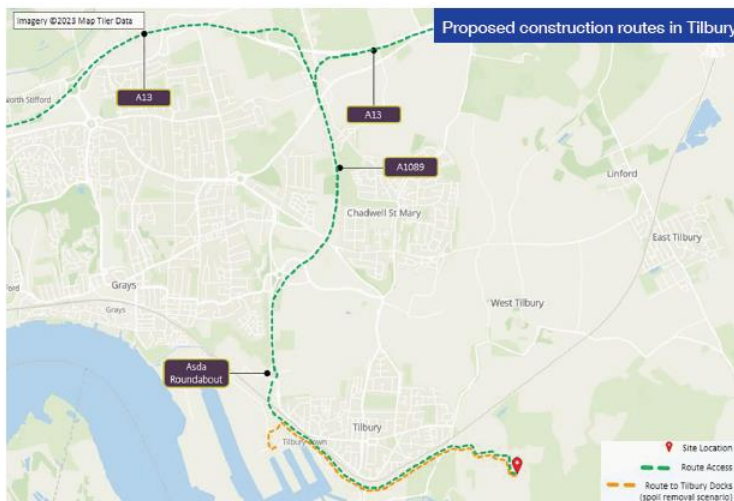 Imagery ©2023 Map Tiler Data
Proposed construction routes in Tilbury
North Stifford
A13
A13
A1089
Linford
Chadwell St Mary
East Tilbury
Grays
West Tilbury
Grays
Asda
Roundabout
Tilbury
Tilbury Town
Site Location
Route Access
Route to Tilbury Docks
(spoil removal scenario)